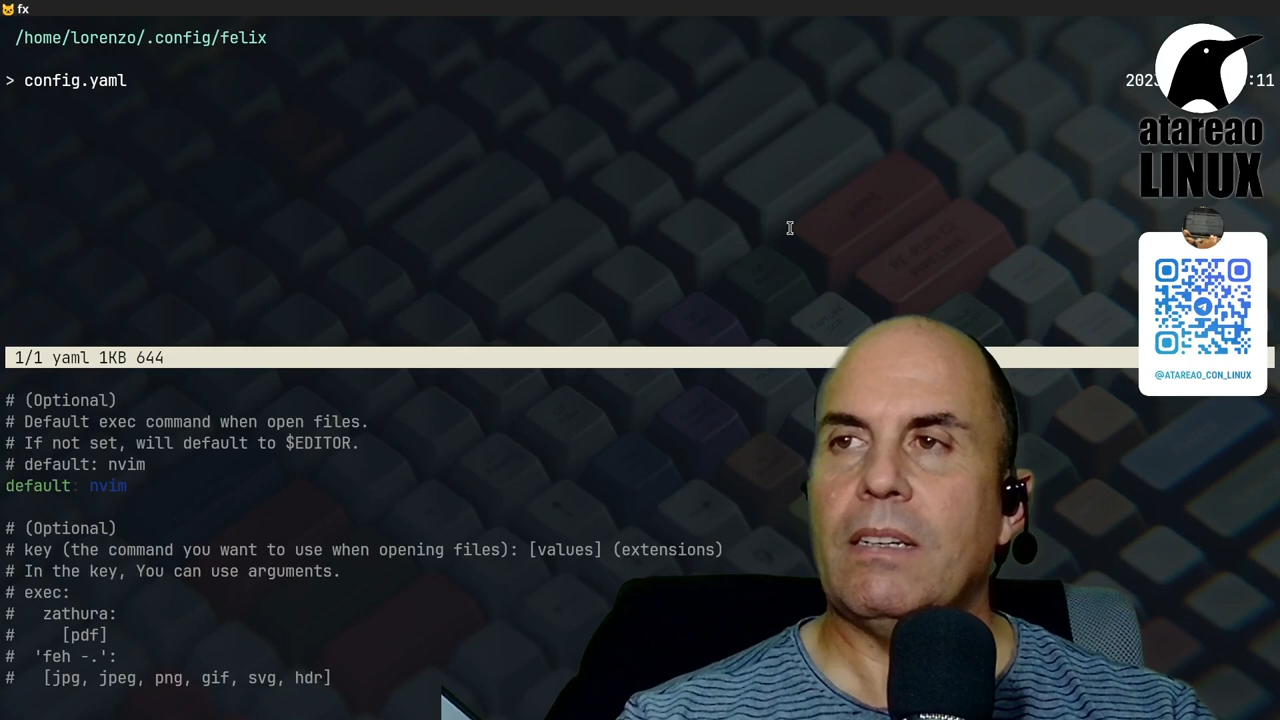 fx
/home/lorenzo/.config/felix
> config.yaml
:11
atareao
LINUX
@ATAREAO_CON_LINUX
1/1 yaml 1KB 644
# (Optional)
# Default exec command when open files.
# If not set, will default to $EDITOR.
# default: nvim
default: nvim
# (Optional)
# key (the command you want to use when opening files): [values] (extensions)
# In the key, You can use arguments.
# exec:
#   zathura:
#     [pdf]
#  'feh -.':
#   [jpg, jpeg, png, gif, svg, hdr]